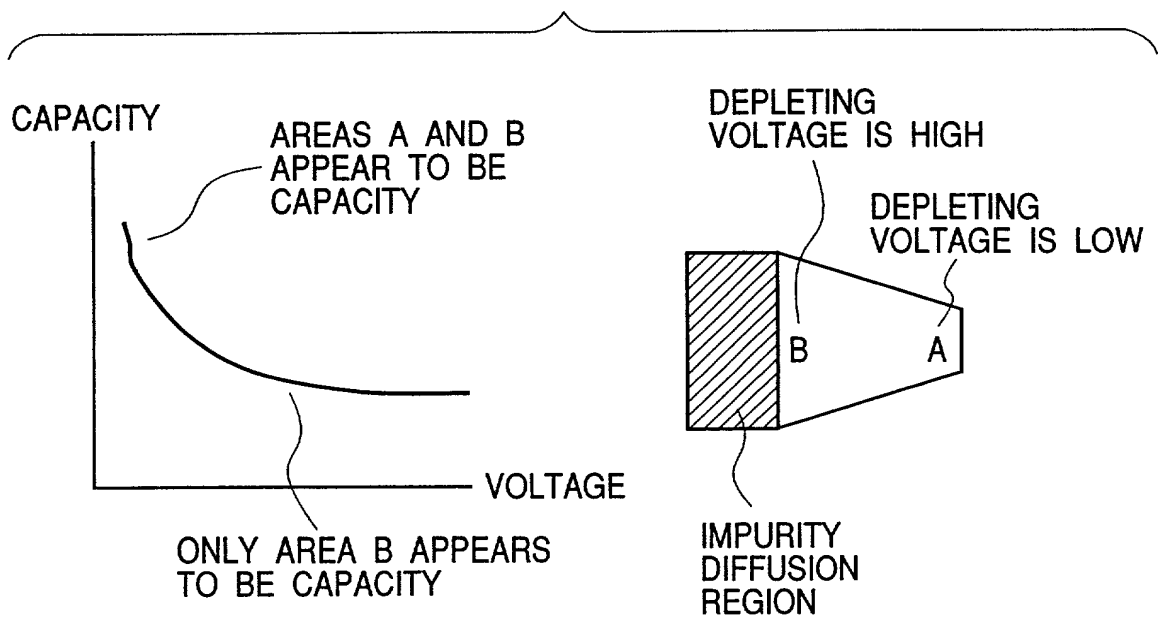 CAPACITY
AREAS A AND B
APPEAR TO BE
CAPACITY
VOLTAGE
ONLY AREA B APPEARS
TO BE CAPACITY
DEPLETING
VOLTAGE IS HIGH
DEPLETING
VOLTAGE IS LOW
B
A
IMPURITY
DIFFUSION
REGION